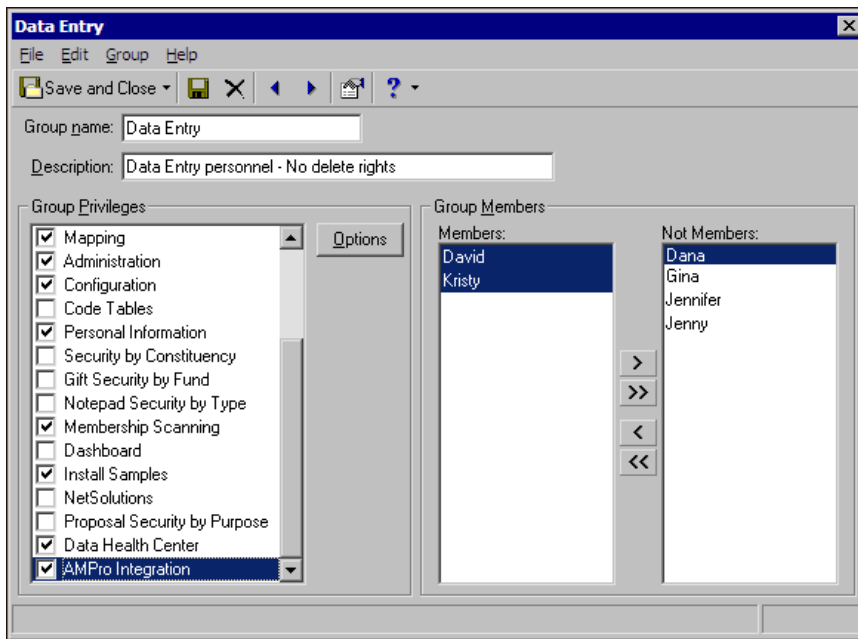 Data Entry
File Edit Group Help
Save and Close ?
Group name: Data Entry
Description: Data Entry personnel - No delete rights
Group Privileges
Mapping
Administration
Configuration
Code Tables
Personal Information
Security by Constituency
Gift Security by Fund
Notepad Security by Type
Membership Scanning
Dashboard
Install Samples
NetSolutions
Proposal Security by Purpose
Data Health Center
AMPro Integration
Options
Group Members
Members:
David
Kristy
>
>>
<
<<
Not Members:
Dana
Gina
Jennifer
Jenny